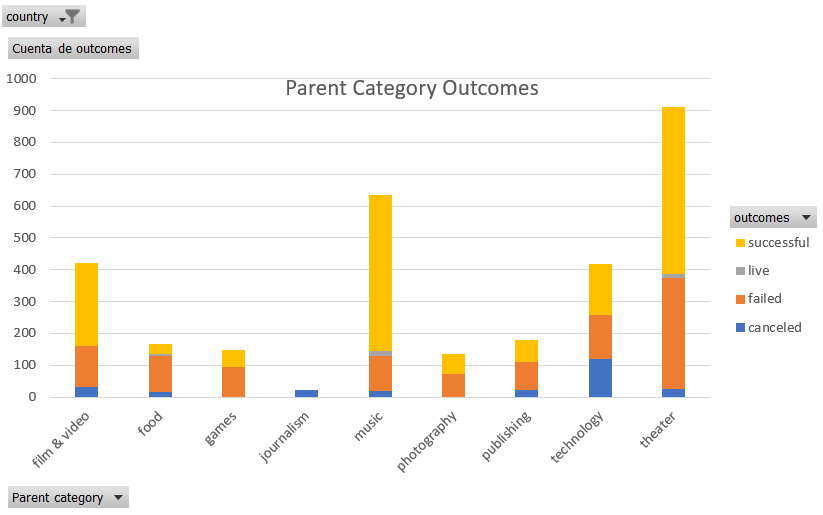 country
Cuenta de outcomes
Parent Category Outcomes
1000
900
800
700
600
500
400
300
200
100
0
film & video
food
games
journalism
music
photography
publishing
technology
theater
outcomes
successful
live
failed
canceled
Parent category